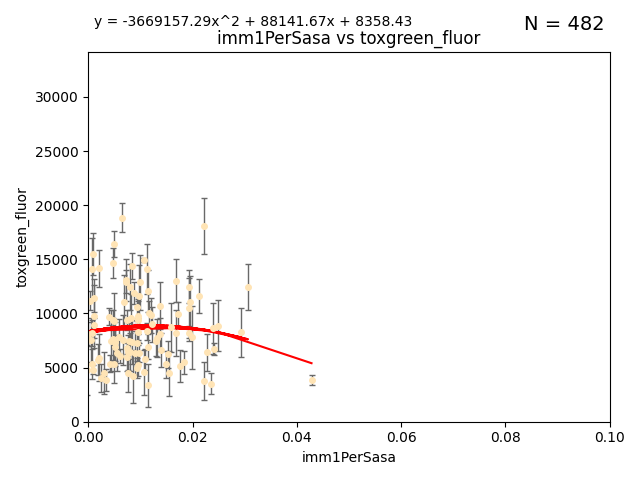 y = -3669157.29x^2 + 88141.67x + 8358.43
N = 482
imm1PerSasa vs toxgreen_fluor
30000
25000
20000
15000
10000
5000
0
toxgreen_fluor
0.00 0.02 0.04 0.06 0.08 0.10
imm1PerSasa